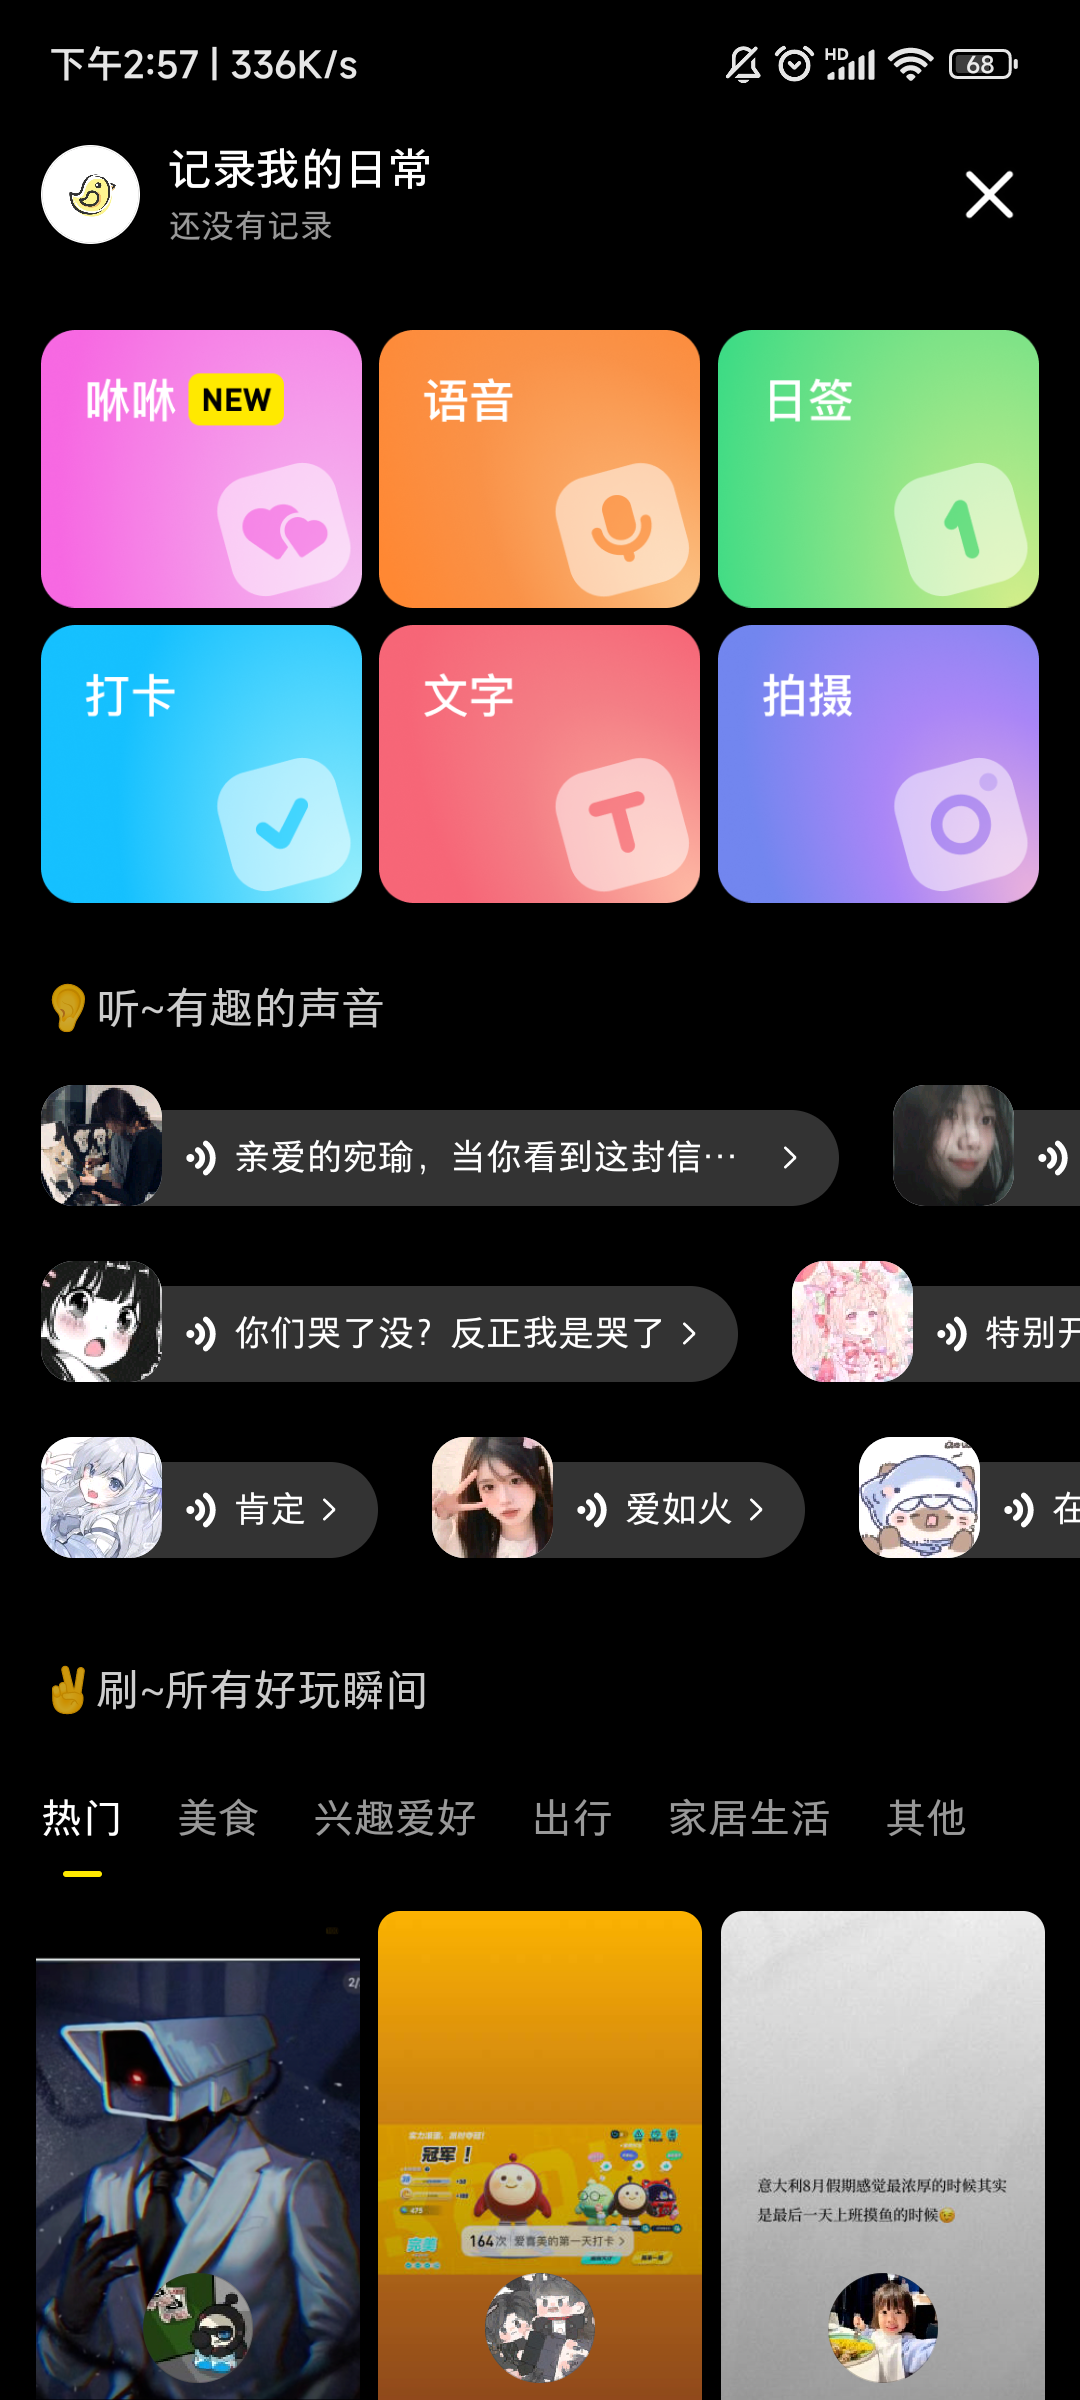 下午2:57 | 336K/s
HD
68
记录我的日常
还没有记录
咻咻 NEW
语音
日签
1
打卡
文字
T
拍摄
听~有趣的声音
亲爱的宛瑜，当你看到这封信…
你们哭了没？反正我是哭了
特别开
肯定
爱如火
在
刷~所有好玩瞬间
热门 美食 兴趣爱好 出行 家居生活 其他
2/
冠军！
475
完美
164次 | 爱喜美的第一天打卡
意大利8月假期感觉最浓厚的时候其实
是最后一天上班摸鱼的时候😉